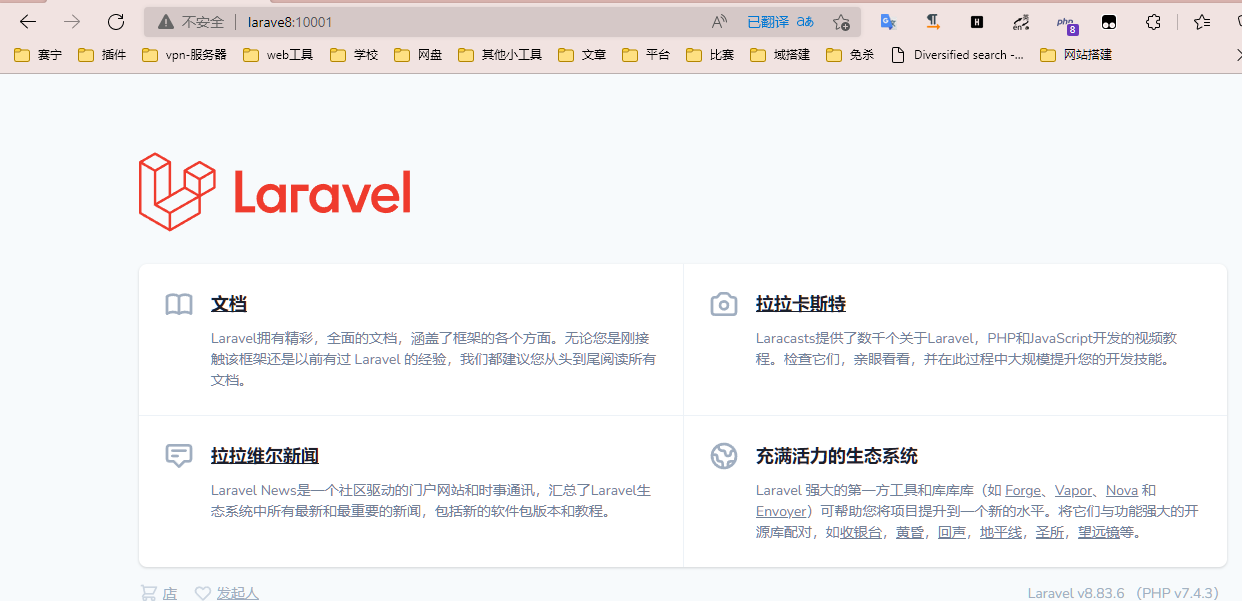 不安全 larave8:10001 已翻译 aあ
赛宁 插件 vpn-服务器 web工具 学校 网盘 其他小工具 文章 平台 比赛 域搭建 免杀 Diversified search -... 网站搭建
Laravel
文档
Laravel拥有精彩，全面的文档，涵盖了框架的各个方面。无论您是刚接
触该框架还是以前有过 Laravel 的经验，我们都建议您从头到尾阅读所有
文档。
拉拉卡斯特
Laracasts提供了数千个关于Laravel，PHP和JavaScript开发的视频教
程。检查它们，亲眼看看，并在此过程中大规模提升您的开发技能。
拉拉维尔新闻
Laravel News是一个社区驱动的门户网站和时事通讯，汇总了Laravel生
态系统中所有最新和最重要的新闻，包括新的软件包版本和教程。
充满活力的生态系统
Laravel 强大的第一方工具和库库库（如 Forge、Vapor、Nova 和
Envoyer）可帮助您将项目提升到一个新的水平。将它们与功能强大的开
源库配对，如收银台，黄昏，回声，地平线，圣所，望远镜等。
店 发起人
Laravel v8.83.6 （PHP v7.4.3）